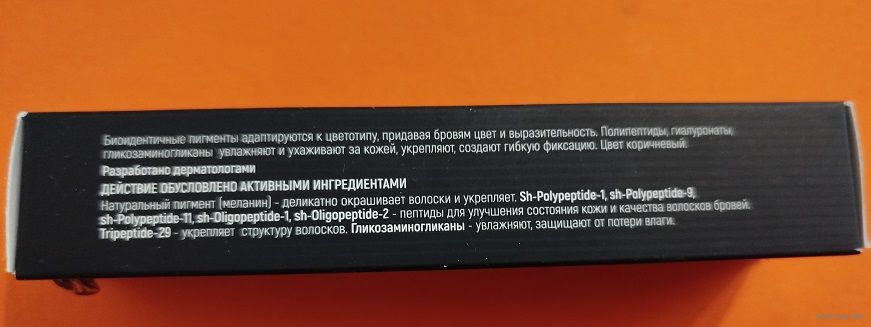 Биоидентичные пигменты адаптируются к цветотипу, придавая бровям цвет и выразительность. Полипептиды, гиалуронаты,
гликозаминогликаны увлажняют и ухаживают за кожей, укрепляют, создают гибкую фиксацию. Цвет коричневый.
Разработано дерматологами
ДЕЙСТВИЕ ОБУСЛОВЛЕНО АКТИВНЫМИ ИНГРЕДИЕНТАМИ
Натуральный пигмент (меланин) - деликатно окрашивает волоски и укрепляет. Sh-Polypeptide-1, sh-Polypeptide-9,
sh-Polypeptide-11, sh-Oligopeptide-1, sh-Oligopeptide-2 - пептиды для улучшения состояния кожи и качества волосков бровей.
Tripeptide-29 - укрепляет структуру волосков. Гликозаминогликаны - увлажняют, защищают от потери влаги.